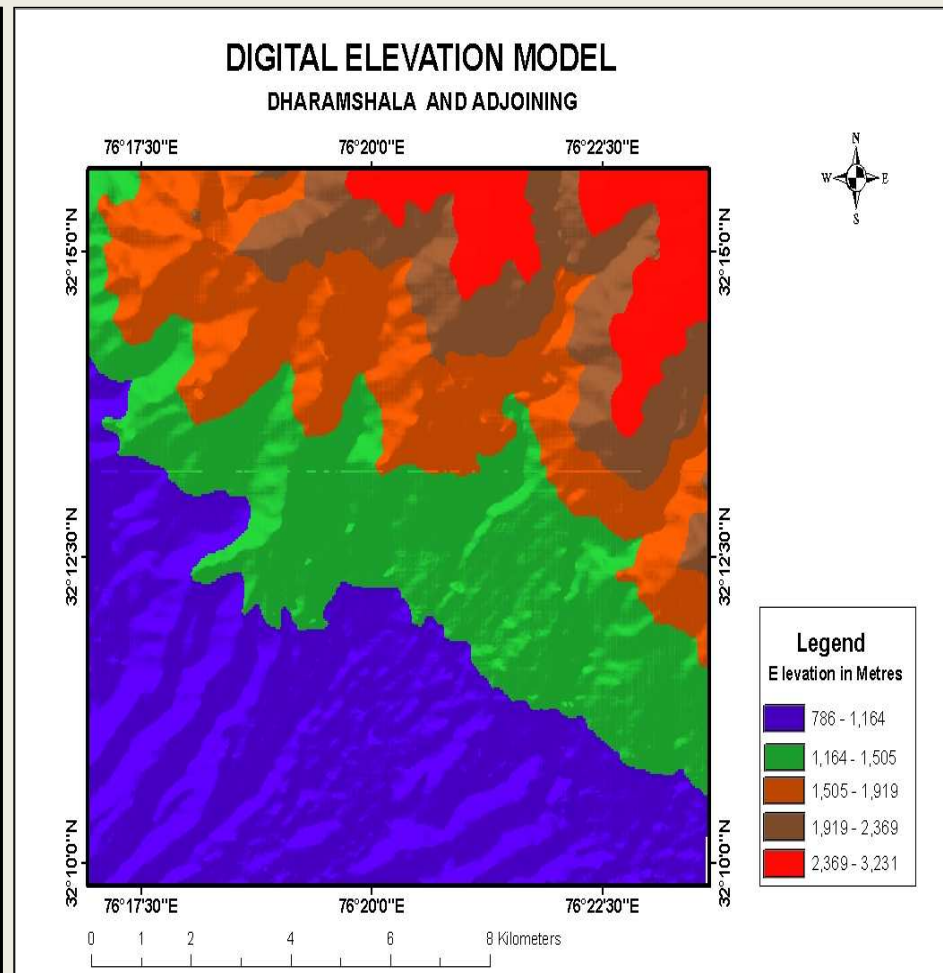 DIGITAL ELEVATION MODEL
DHARAMSHALA AND ADJOINING
76°17'30"E 76°20'0"E 76°22'30"E
N
W E
S
32°15'0"N 32°15'0"N
32°12'30"N 32°12'30"N
32°10'0"N 32°10'0"N
76°17'30"E 76°20'0"E 76°22'30"E
Legend
Elevation in Metres
786 - 1,164
1,164 - 1,505
1,505 - 1,919
1,919 - 2,369
2,369 - 3,231
0 1 2 4 6 8 Kilometers